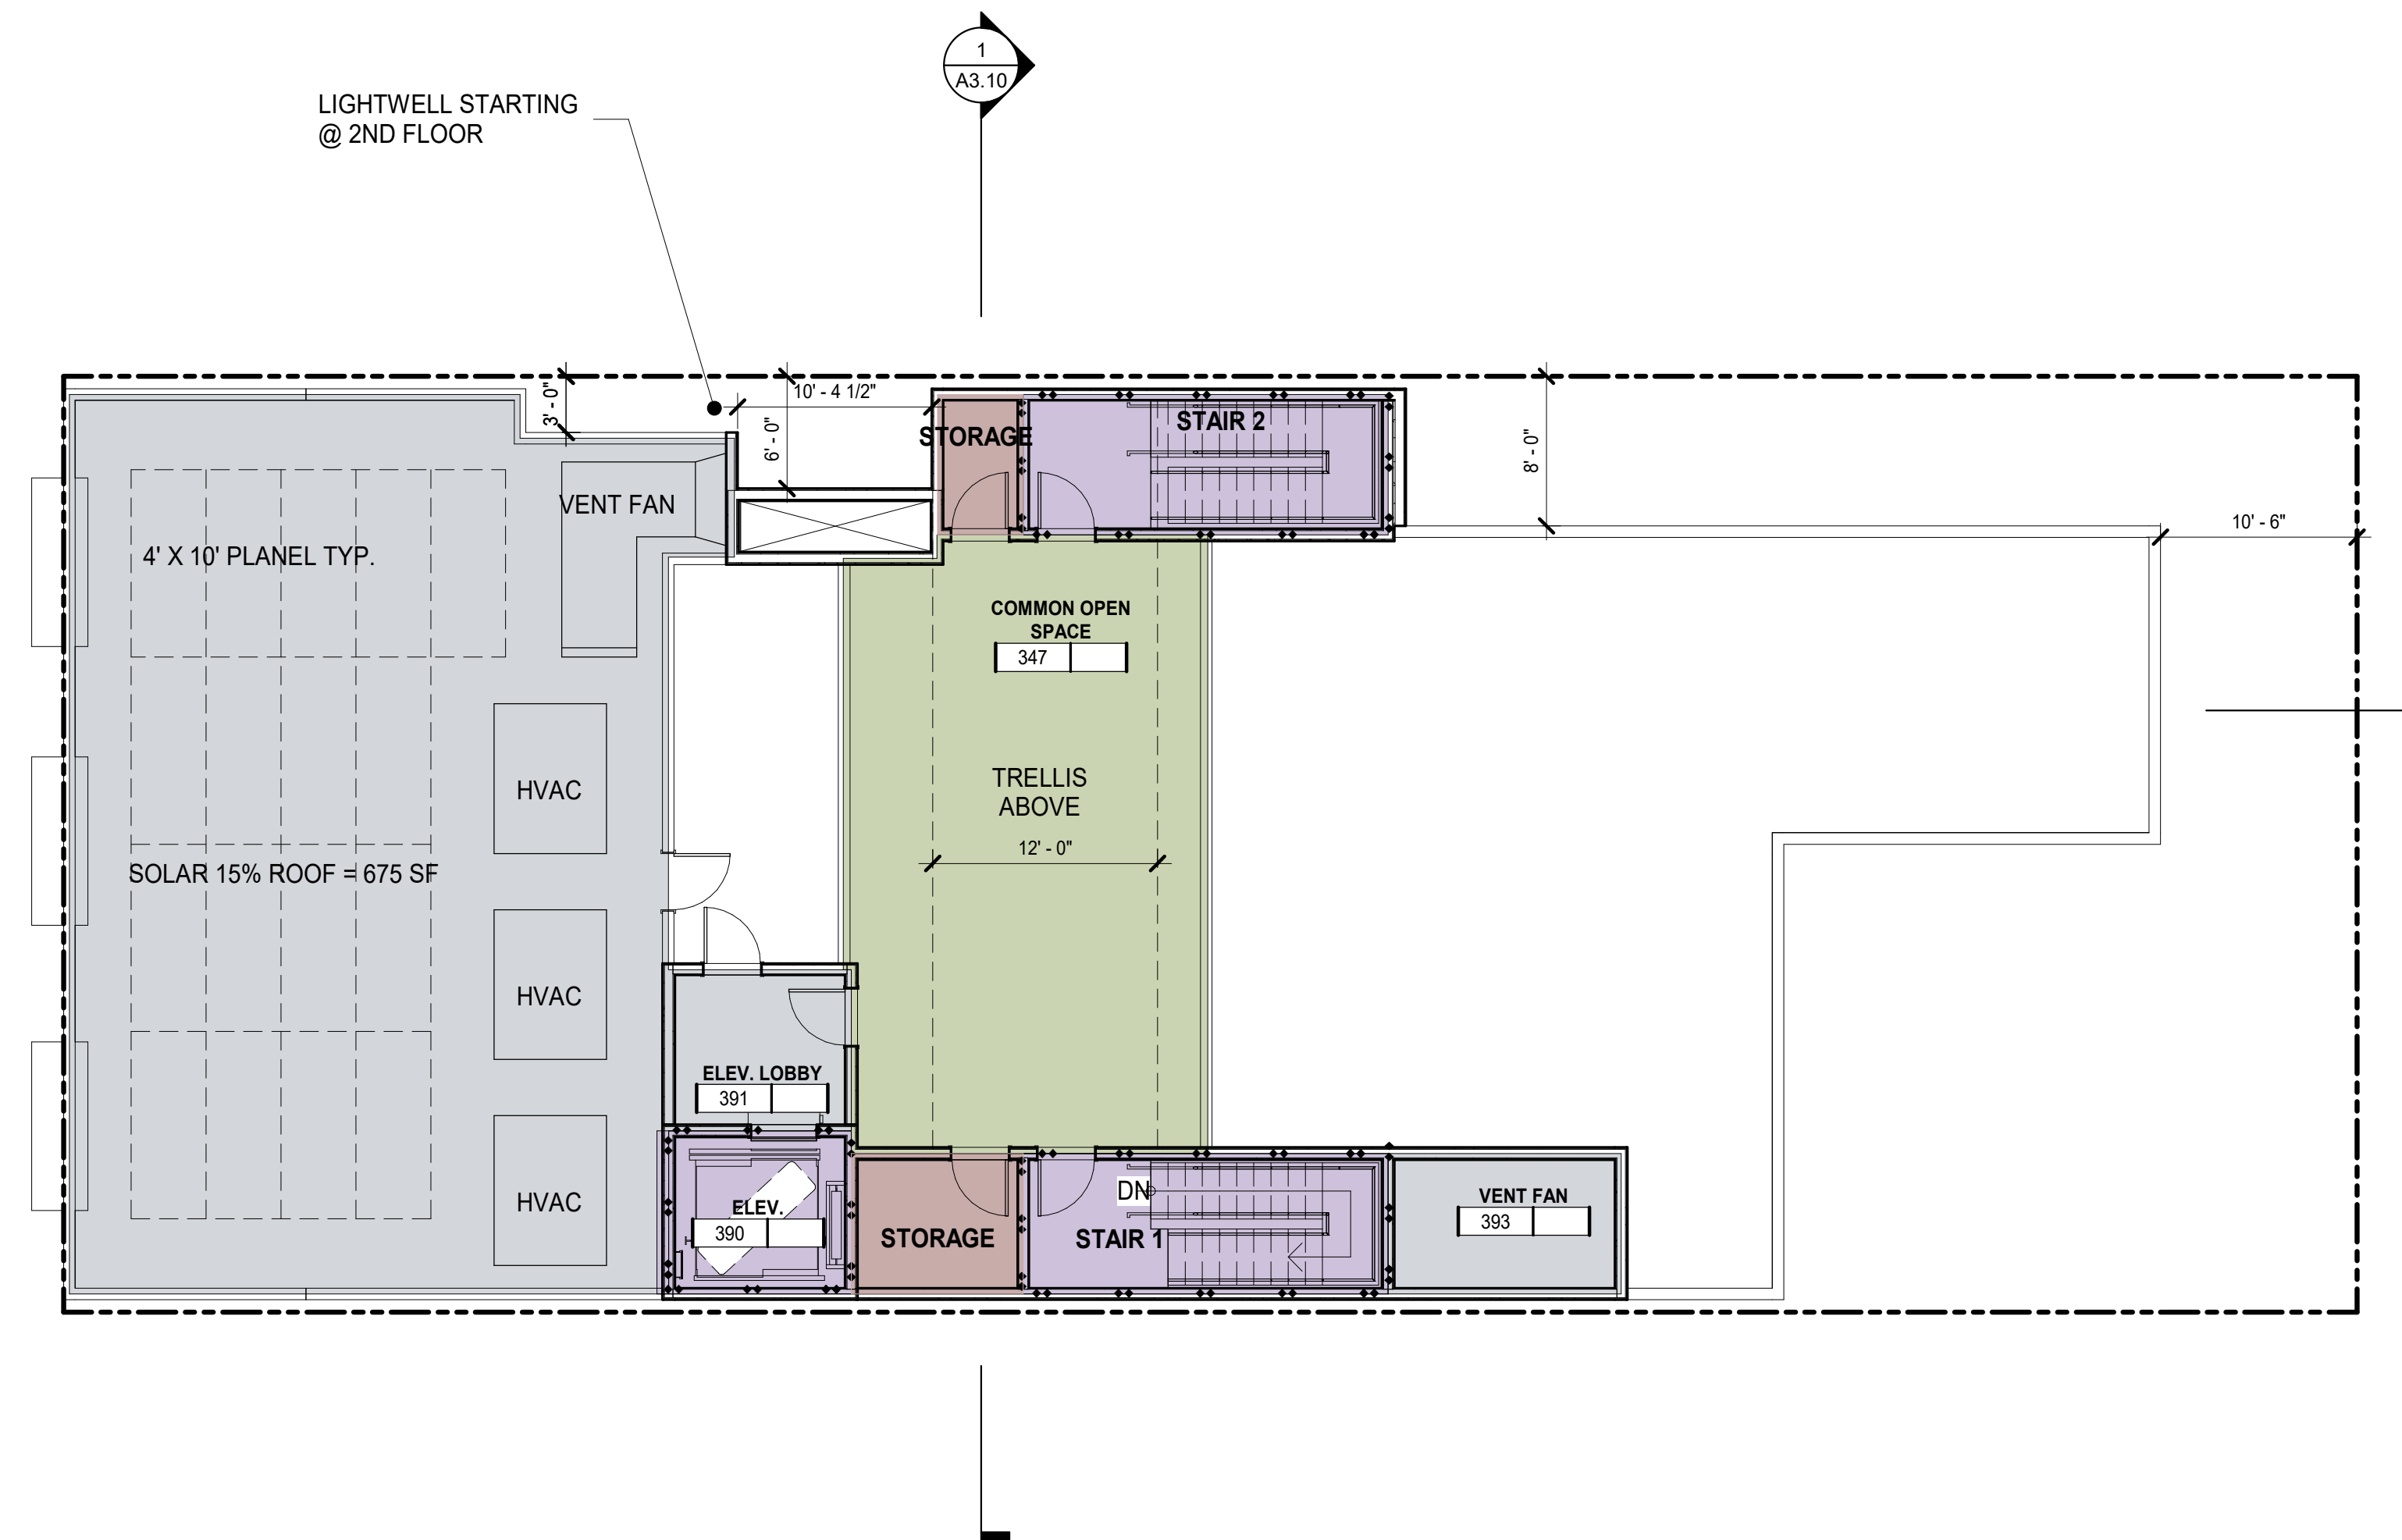 1
A3.10
LIGHTWELL STARTING
@ 2ND FLOOR
3' - 0"
10' - 4 1/2"
6' - 0"
STORAGE
STAIR 2
8' - 0"
10' - 6"
VENT FAN
4' X 10' PLANEL TYP.
COMMON OPEN
SPACE
347
HVAC
TRELLIS
ABOVE
12' - 0"
SOLAR 15% ROOF = 675 SF
HVAC
ELEV. LOBBY
391
HVAC
ELEV.
390
STORAGE
DN
STAIR 1
VENT FAN
393